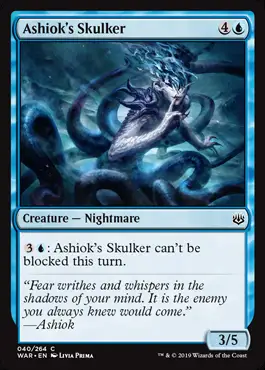 Ashiok's Skulker 4
Creature — Nightmare
3 : Ashiok's Skulker can't be
blocked this turn.
“Fear writhes and whispers in the
shadows of your mind. It is the enemy
you always knew would come.”
—Ashiok
3/5
040/264 C
WAR • EN LIVIA PRIMA
™ & © 2019 Wizards of the Coast